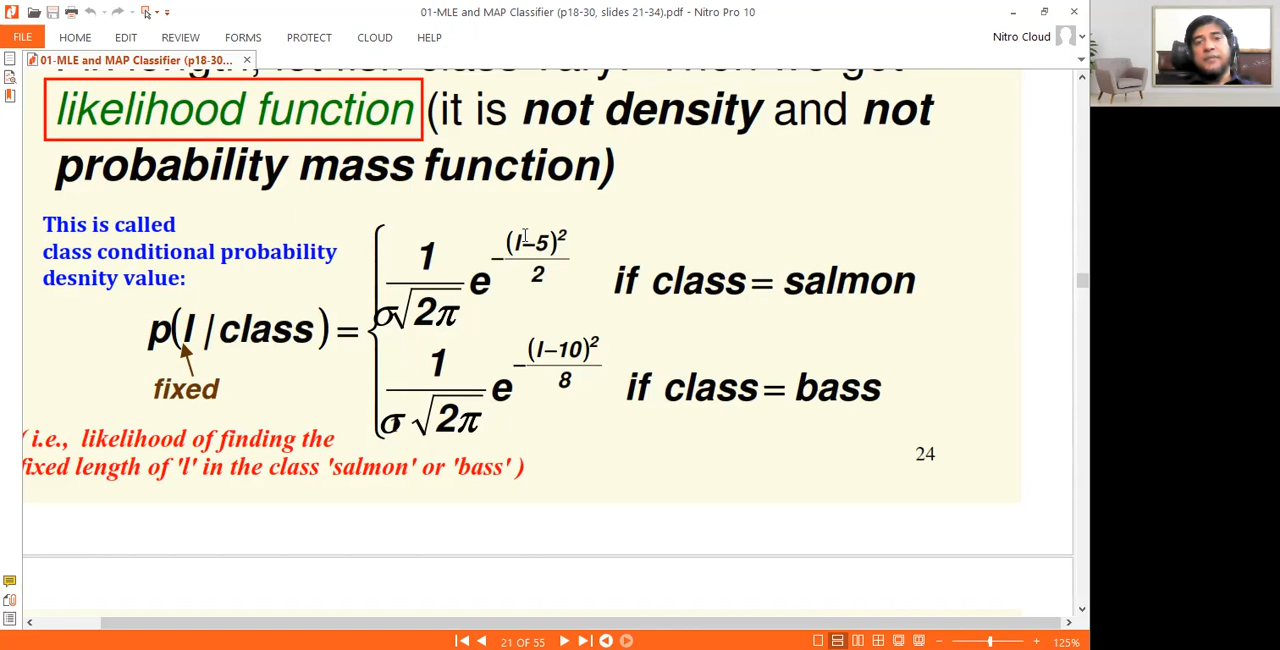 01-MLE and MAP Classifier (p18-30, slides 21-34).pdf - Nitro Pro 10
FILE HOME EDIT REVIEW FORMS PROTECT CLOUD HELP
Nitro Cloud
01-MLE and MAP Classifier (p18-30...
likelihood function (it is not density and not
probability mass function)
This is called
class conditional probability
desnity value:
p(l | class) = { 1/(σ√2π) e^(-(l-5)²/2) if class = salmon
1/(σ√2π) e^(-(l-10)²/8) if class = bass
fixed
( i.e., likelihood of finding the
fixed length of 'l' in the class 'salmon' or 'bass' )
24
21 OF 55
125%